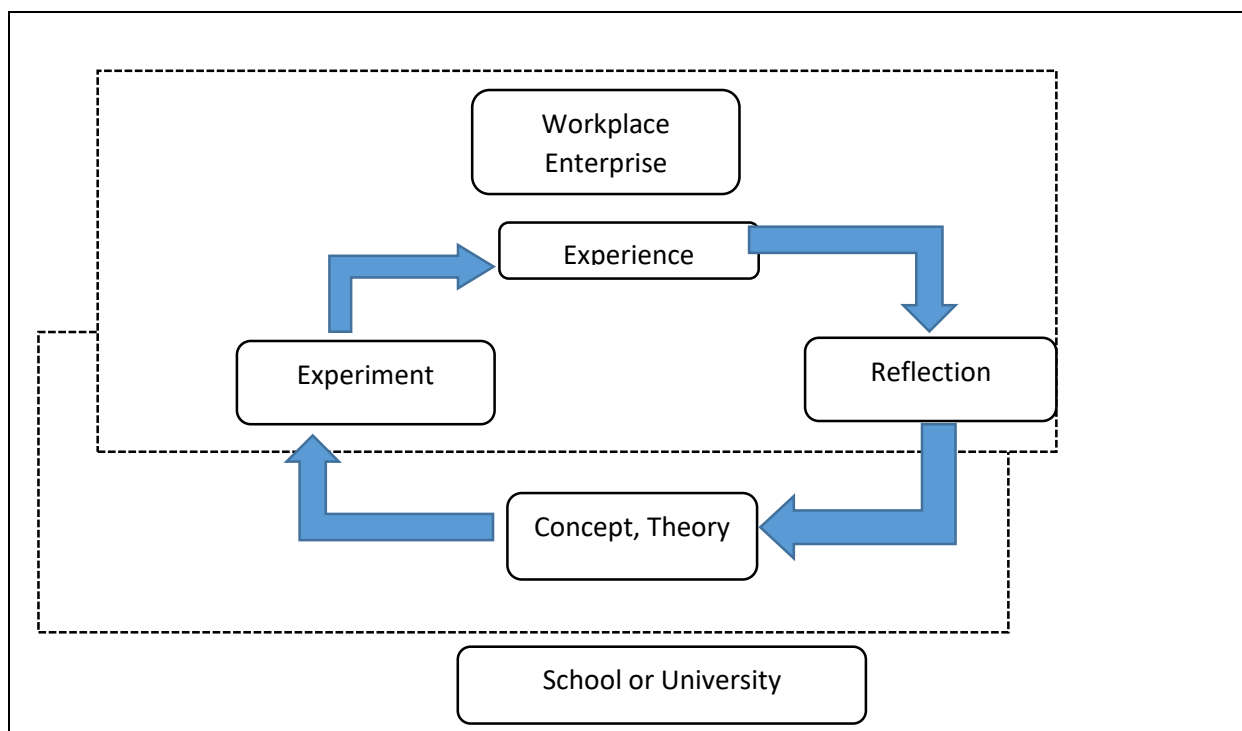 Workplace
Enterprise
Experience
Experiment
Reflection
Concept, Theory
School or University